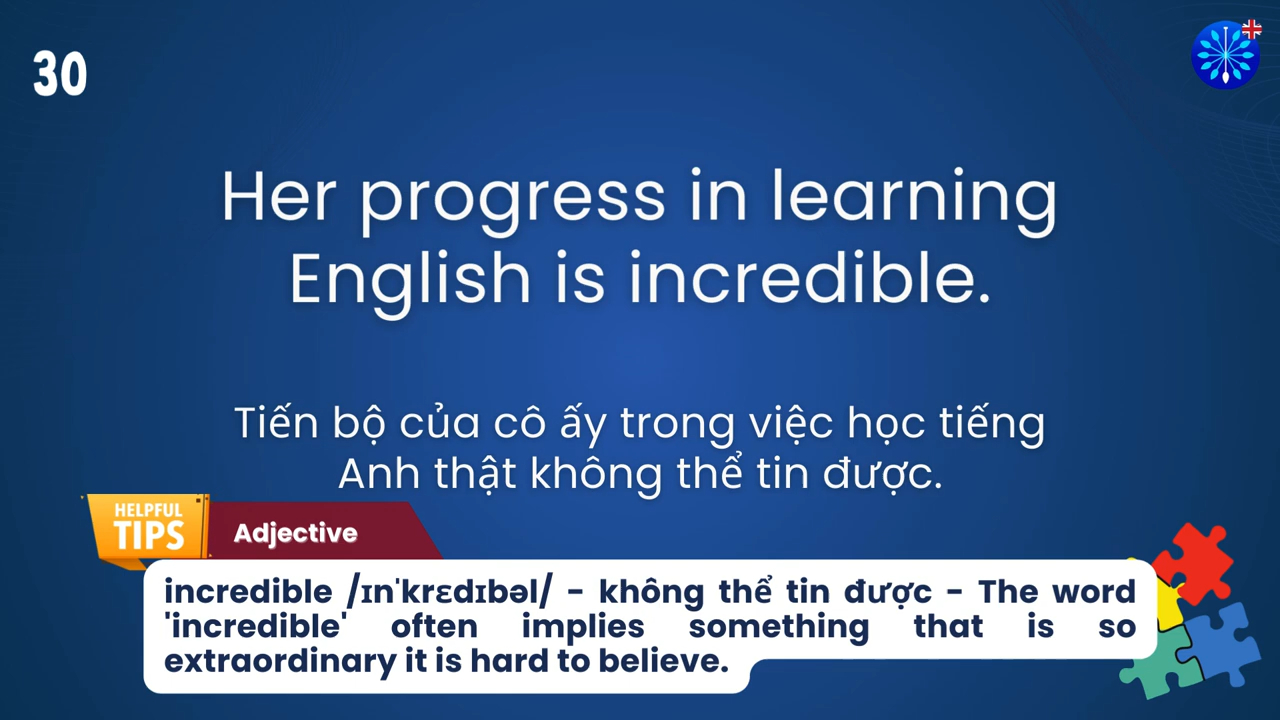 30
Her progress in learning
English is incredible.
Tiến bộ của cô ấy trong việc học tiếng
Anh thật không thể tin được.
HELPFUL
TIPS
Adjective
incredible /ɪnˈkrɛdɪbəl/ - không thể tin được - The word
'incredible' often implies something that is so
extraordinary it is hard to believe.